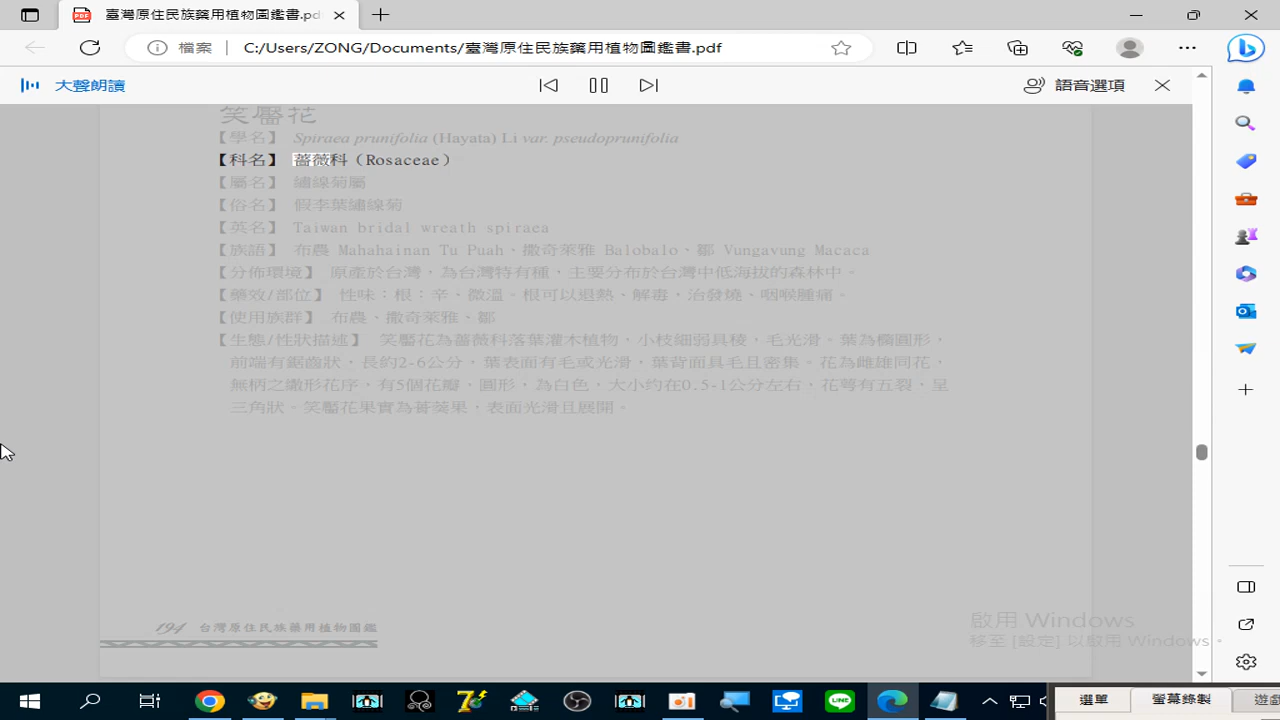 臺灣原住民族藥用植物圖鑑書.pd
檔案
C:/Users/ZONG/Documents/臺灣原住民族藥用植物圖鑑書.pdf
大聲朗讀
語音選項
笑靨花
【學名】 Spiraea prunifolia (Hayata) Li var. pseudoprunifolia
【科名】 薔薇科（Rosaceae）
【屬名】 繡線菊屬
【俗名】 假李葉繡線菊
【英名】 Taiwan bridal wreath spiraea
【族語】 布農 Mahahainan Tu Puah、撒奇萊雅 Balobalo、鄒 Vungavung Macaca
【分佈環境】 原產於台灣，為台灣特有種，主要分布於台灣中低海拔的森林中。
【藥效/部位】 性味：根：辛、微溫。根可以退熱、解毒，治發燒、咽喉腫痛。
【使用族群】 布農、撒奇萊雅、鄒
【生態/性狀描述】 笑靨花為薔薇科落葉灌木植物，小枝細弱具稜，毛光滑。葉為橢圓形，
前端有鋸齒狀，長約2-6公分，葉表面有毛或光滑，葉背面具毛且密集。花為雌雄同花，
無柄之繖形花序，有5個花瓣，圓形，為白色，大小約在0.5-1公分左右，花萼有五裂、呈
三角狀。笑靨花果實為蓇葖果，表面光滑且展開。
194 台灣原住民族藥用植物圖鑑
啟用 Windows
移至 [設定] 以啟用 Windows。
選單
螢幕錄製
遊戲